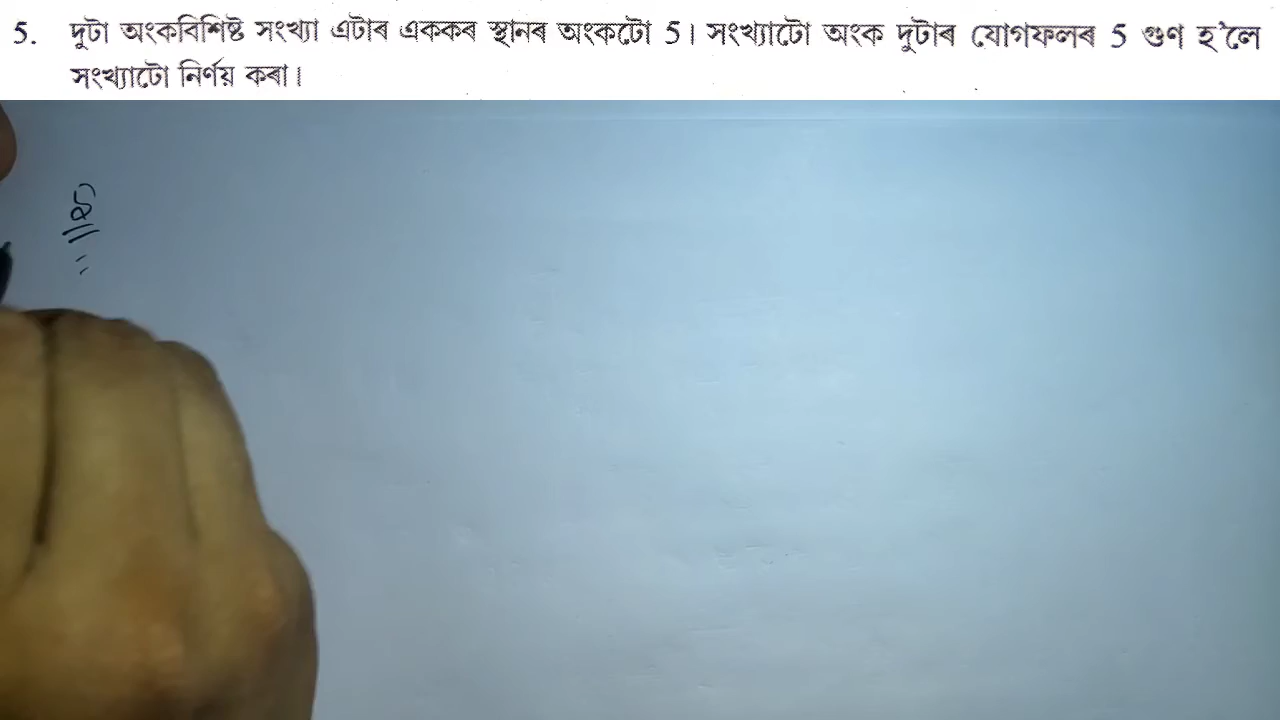 5. দুটা অংকবিশিষ্ট সংখ্যা এটাৰ এককৰ স্থানৰ অংকটো 5। সংখ্যাটো অংক দুটাৰ যোগফলৰ 5 গুণ হ'লে
সংখ্যাটো নিৰ্ণয় কৰা।